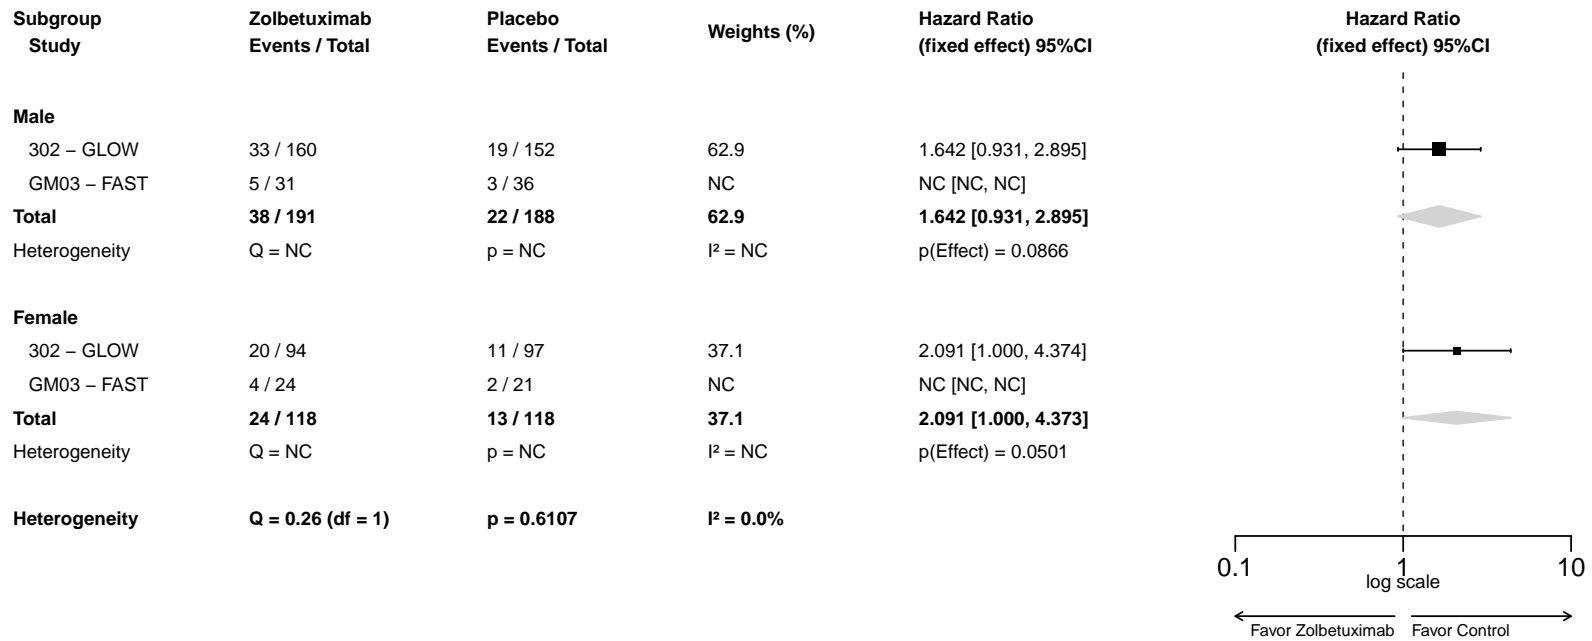 Subgroup Zolbetuximab Placebo Weights (%) Hazard Ratio Hazard Ratio
Study Events / Total Events / Total (fixed effect) 95%CI (fixed effect) 95%CI
Male
302 – GLOW 33 / 160 19 / 152 62.9 1.642 [0.931, 2.895]
GM03 – FAST 5 / 31 3 / 36 NC NC [NC, NC]
Total 38 / 191 22 / 188 62.9 1.642 [0.931, 2.895]
Heterogeneity Q = NC p = NC I² = NC p(Effect) = 0.0866
Female
302 – GLOW 20 / 94 11 / 97 37.1 2.091 [1.000, 4.374]
GM03 – FAST 4 / 24 2 / 21 NC NC [NC, NC]
Total 24 / 118 13 / 118 37.1 2.091 [1.000, 4.373]
Heterogeneity Q = NC p = NC I² = NC p(Effect) = 0.0501
Heterogeneity Q = 0.26 (df = 1) p = 0.6107 I² = 0.0%
0.1 1 10
log scale
Favor Zolbetuximab Favor Control